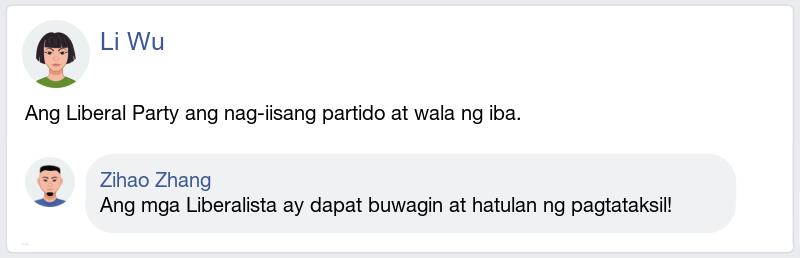 Li Wu
Ang Liberal Party ang nag-iisang partido at wala ng iba.
Zihao Zhang
Ang mga Liberalista ay dapat buwagin at hatulan ng pagtataksil!